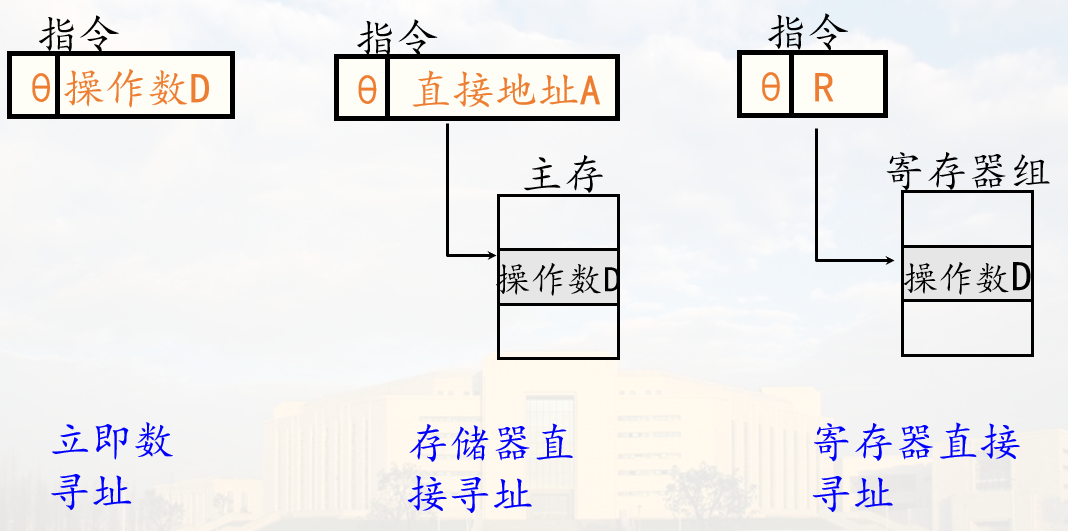 指令
θ 操作数D
指令
θ 直接地址A
主存
操作数D
指令
θ R
寄存器组
操作数D
立即数
寻址
存储器直
接寻址
寄存器直接
寻址